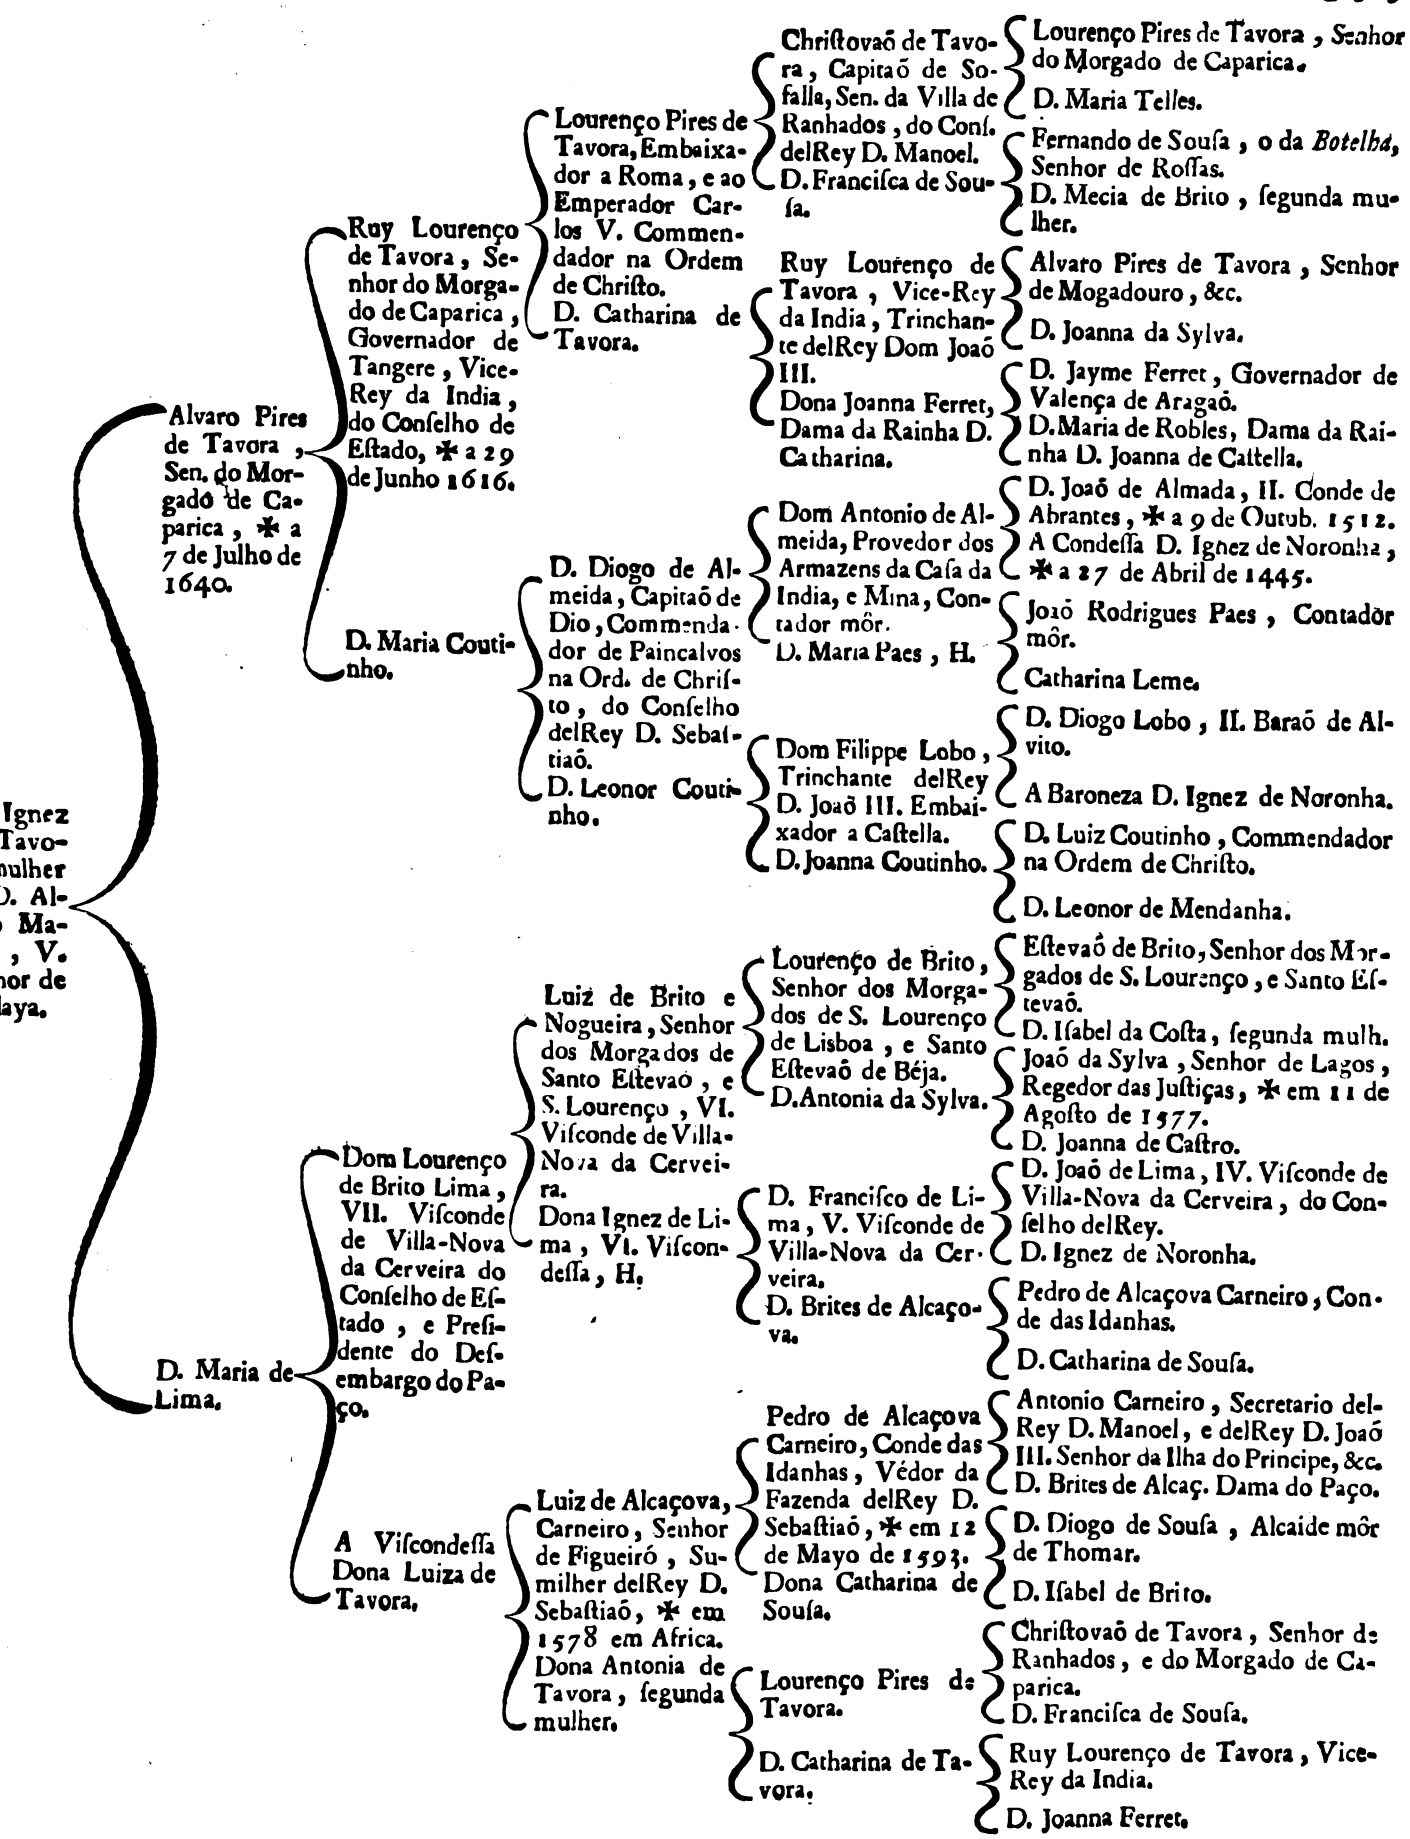 Ignez
Tavo-
mulher
D. Al-
Ma-
, V.
hor de
laya.
Alvaro Pires
de Tavora ,
Sen. do Mor-
gado de Ca-
parica , ✠ a
7 de Julho de
1640.
D. Maria de
Lima.
Ruy Lourenço
de Tavora , Se-
nhor do Morga-
do de Caparica ,
Governador de
Tangere , Vice-
Rey da India ,
do Conſelho de
Eſtado, ✠ a 29
de Junho 1616.
D. Maria Couti-
nho.
Dom Lourenço
de Brito Lima ,
VII. Viſconde
de Villa-Nova
da Cerveira do
Conſelho de Eſ-
tado , e Preſi-
dente do Deſ-
embargo do Pa-
ço.
A Viſcondeſſa
Dona Luiza de
Tavora.
Lourenço Pires de
Tavora, Embaixa-
dor a Roma , e ao
Emperador Car-
los V. Commen-
dador na Ordem
de Chriſto.
D. Catharina de
Tavora.
D. Diogo de Al-
meida , Capitaõ de
Dio , Commenda-
dor de Paincalvos
na Ord. de Chriſ-
to , do Conſelho
delRey D. Sebaſ-
tiaõ.
D. Leonor Couti-
nho.
Luiz de Brito e
Nogueira , Senhor
dos Morgados de
Santo Eſtevaõ , e
S. Lourenço , VI.
Viſconde de Villa-
Nova da Cervei-
ra.
Dona Ignez de Li-
ma , VI. Viſcon-
deſſa , H.
Luiz de Alcaçova,
Carneiro , Senhor
de Figueiró , Su-
milher delRey D.
Sebaſtiaõ, ✠ em
1578 em Africa.
Dona Antonia de
Tavora , ſegunda
mulher.
Chriſtovaõ de Tavo-
ra , Capitaõ de So-
falla, Sen. da Villa de
Ranhados , do Conſ.
delRey D. Manoel.
D. Franciſca de Sou-
ſa.
Ruy Lourenço de
Tavora , Vice-Rey
da India , Trinchan-
te delRey Dom Joaõ
III.
Dona Joanna Ferret,
Dama da Rainha D.
Catharina.
Dom Antonio de Al-
meida, Provedor dos
Armazens da Caſa da
India, e Mina, Con-
tador môr.
D. Maria Paes , H.
Dom Filippe Lobo ,
Trinchante delRey
D. Joaõ III. Embai-
xador a Caſtella.
D. Joanna Coutinho.
Lourenço de Brito ,
Senhor dos Morga-
dos de S. Lourenço
de Lisboa , e Santo
Eſtevaõ de Béja.
D. Antonia da Sylva.
D. Franciſco de Li-
ma , V. Viſconde de
Villa-Nova da Cer-
veira.
D. Brites de Alcaço-
va.
Pedro de Alcaçova
Carneiro, Conde das
Idanhas , Védor da
Fazenda delRey D.
Sebaſtiaõ, ✠ em 12
de Mayo de 1593.
Dona Catharina de
Souſa.
Lourenço Pires de
Tavora.
D. Catharina de Ta-
vora.
Lourenço Pires de Tavora , Senhor
do Morgado de Caparica.
D. Maria Telles.
Fernando de Souſa , o da Botelha,
Senhor de Roſſas.
D. Mecia de Brito , ſegunda mu-
lher.
Alvaro Pires de Tavora , Senhor
de Mogadouro , &c.
D. Joanna da Sylva.
D. Jayme Ferret , Governador de
Valença de Aragaõ.
D. Maria de Robles, Dama da Rai-
nha D. Joanna de Caſtella.
D. Joaõ de Almada , II. Conde de
Abrantes , ✠ a 9 de Outub. 1512.
A Condeſſa D. Ignez de Noronha ,
✠ a 27 de Abril de 1445.
Joaõ Rodrigues Paes , Contador
môr.
Catharina Leme.
D. Diogo Lobo , II. Baraõ de Al-
vito.
A Baroneza D. Ignez de Noronha.
D. Luiz Coutinho , Commendador
na Ordem de Chriſto.
D. Leonor de Mendanha.
Eſtevaõ de Brito, Senhor dos Mor-
gados de S. Lourenço , e Santo Eſ-
tevaõ.
D. Iſabel da Coſta , ſegunda mulh.
Joaõ da Sylva , Senhor de Lagos ,
Regedor das Juſtiças, ✠ em 11 de
Agoſto de 1577.
D. Joanna de Caſtro.
D. Joaõ de Lima , IV. Viſconde de
Villa-Nova da Cerveira , do Con-
ſelho delRey.
D. Ignez de Noronha.
Pedro de Alcaçova Carneiro , Con-
de das Idanhas.
D. Catharina de Souſa.
Antonio Carneiro , Secretario del-
Rey D. Manoel , e delRey D. Joaõ
III. Senhor da Ilha do Principe, &c.
D. Brites de Alcaç. Dama do Paço.
D. Diogo de Souſa , Alcaide môr
de Thomar.
D. Iſabel de Brito.
Chriſtovaõ de Tavora , Senhor de
Ranhados , e do Morgado de Ca-
parica.
D. Franciſca de Souſa.
Ruy Lourenço de Tavora , Vice-
Rey da India.
D. Joanna Ferret.